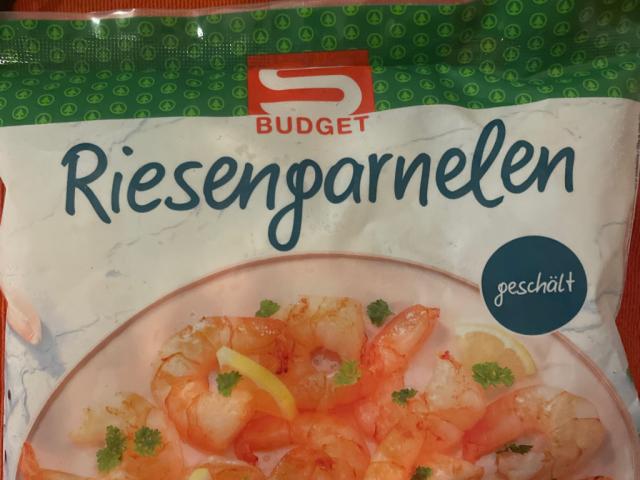 S
BUDGET
Riesengarnelen
geschält